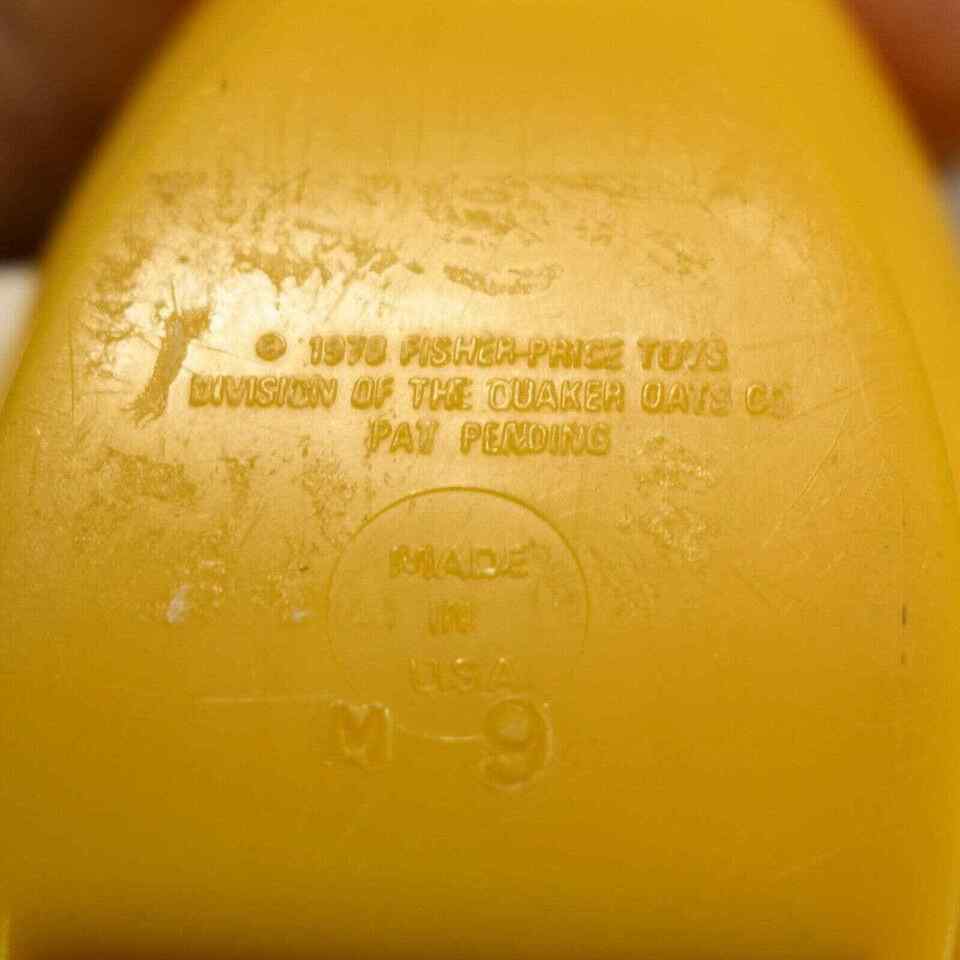 © 1978 FISHER-PRICE TOYS
DIVISION OF THE QUAKER OATS CO
PAT PENDING
MADE
IN
USA
M 9